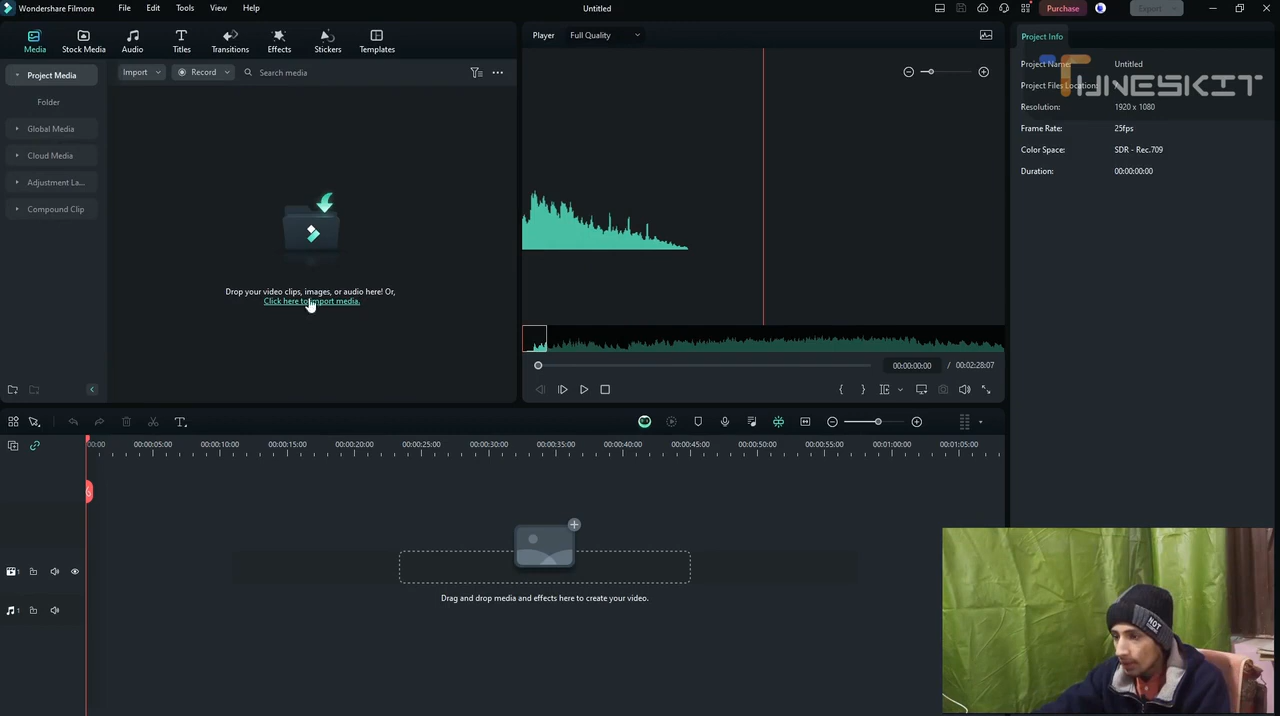 Wondershare Filmora
File
Edit
Tools
View
Help
Untitled
Purchase
Export
Media
Stock Media
Audio
Titles
Transitions
Effects
Stickers
Templates
Player
Full Quality
Project Info
Project Media
Import
Record
Search media
Folder
Global Media
Cloud Media
Adjustment La...
Compound Clip
Project Name:
Untitled
Project Files Location:
/
Resolution:
1920 x 1080
Frame Rate:
25fps
Color Space:
SDR - Rec.709
Duration:
00:00:00:00
TUNESKIT
Drop your video clips, images, or audio here! Or,
Click here to import media.
00:00:00:00
/ 00:02:28:07
00:00
00:00:05:00
00:00:10:00
00:00:15:00
00:00:20:00
00:00:25:00
00:00:30:00
00:00:35:00
00:00:40:00
00:00:45:00
00:00:50:00
00:00:55:00
00:01:00:00
00:01:05:00
1
1
Drag and drop media and effects here to create your video.
NOT